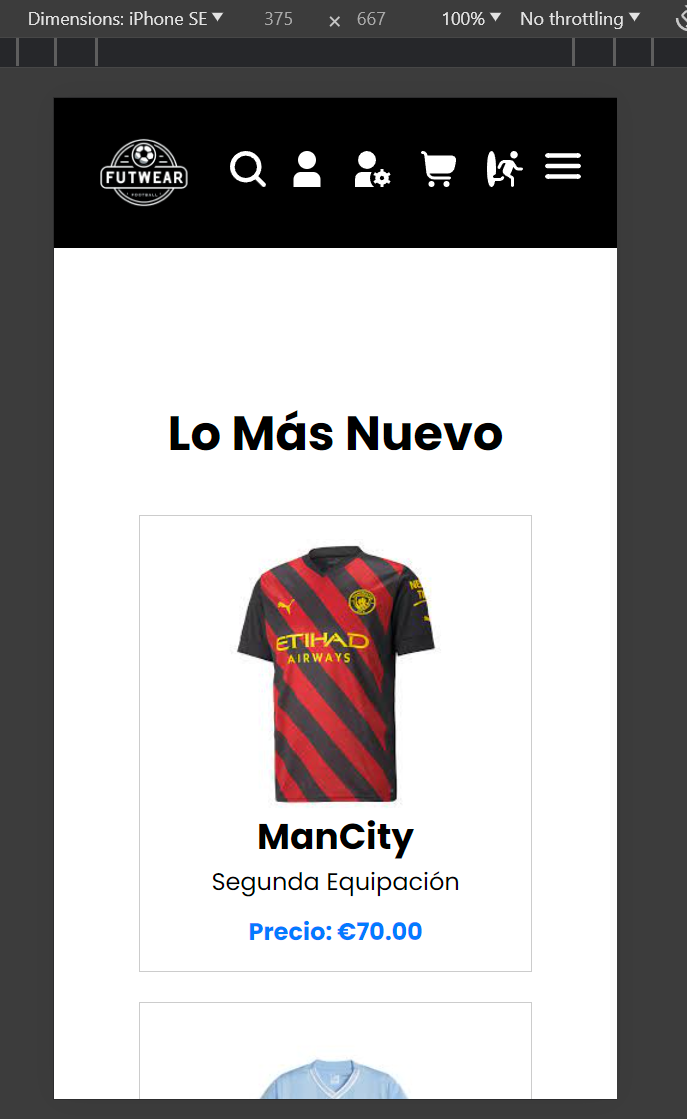 Dimensions: iPhone SE 375 × 667 100% No throttling
FUTWEAR
FOOTBALL
Lo Más Nuevo
ETIHAD
AIRWAYS
ManCity
Segunda Equipación
Precio: €70.00